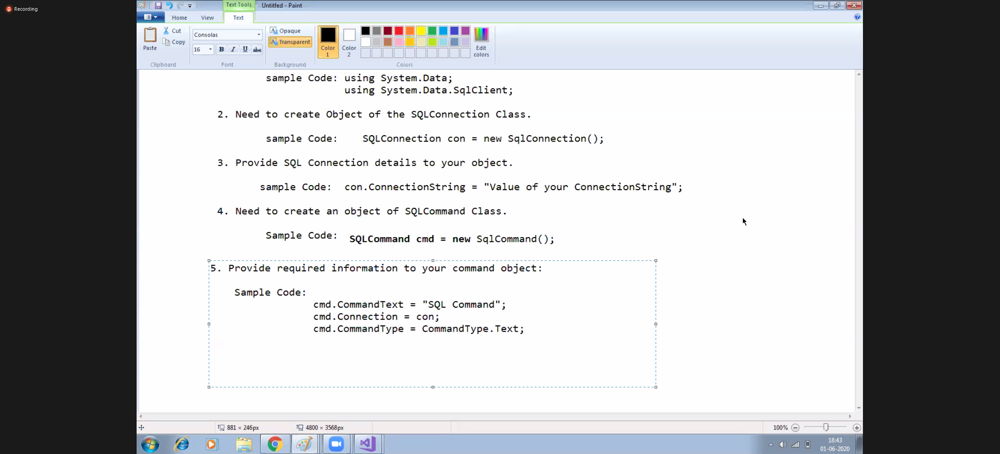 Recording
Text Tools
Untitled - Paint
Home
View
Text
Paste
Cut
Copy
Clipboard
Consolas
16
B I U abc
Font
Opaque
Transparent
Background
Color 1
Color 2
Edit colors
Colors
sample Code: using System.Data;
using System.Data.SqlClient;
2. Need to create Object of the SQLConnection Class.
sample Code: SQLConnection con = new SqlConnection();
3. Provide SQL Connection details to your object.
sample Code: con.ConnectionString = "Value of your ConnectionString";
4. Need to create an object of SQLCommand Class.
Sample Code: SQLCommand cmd = new SqlCommand();
5. Provide required information to your command object:
Sample Code:
cmd.CommandText = "SQL Command";
cmd.Connection = con;
cmd.CommandType = CommandType.Text;
881 × 246px
4800 × 3568px
100%
18:43
01-06-2020